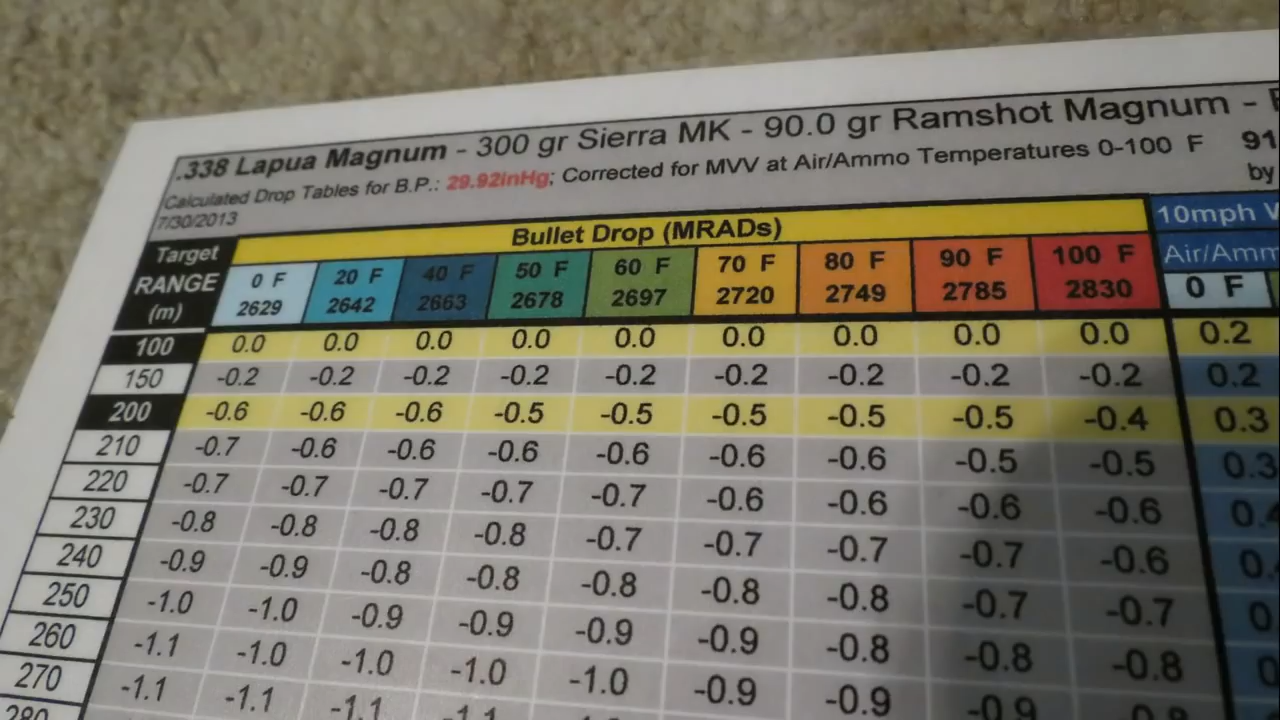 .338 Lapua Magnum - 300 gr Sierra MK - 90.0 gr Ramshot Magnum -
Calculated Drop Tables for B.P.: 29.92inHg; Corrected for MVV at Air/Ammo Temperatures 0-100 F 91
7/30/2013 by
Target RANGE (m)
Bullet Drop (MRADs) 10mph
0 F 20 F 40 F 50 F 60 F 70 F 80 F 90 F 100 F Air/Amm
2629 2642 2663 2678 2697 2720 2749 2785 2830 0 F
100 0.0 0.0 0.0 0.0 0.0 0.0 0.0 0.0 0.0 0.2
150 -0.2 -0.2 -0.2 -0.2 -0.2 -0.2 -0.2 -0.2 -0.2 0.2
200 -0.6 -0.6 -0.6 -0.5 -0.5 -0.5 -0.5 -0.5 -0.4 0.3
210 -0.7 -0.6 -0.6 -0.6 -0.6 -0.6 -0.6 -0.5 -0.5 0.3
220 -0.7 -0.7 -0.7 -0.7 -0.7 -0.6 -0.6 -0.6 -0.6
230 -0.8 -0.8 -0.8 -0.8 -0.7 -0.7 -0.7 -0.7 -0.6
240 -0.9 -0.9 -0.8 -0.8 -0.8 -0.8 -0.8 -0.7 -0.7
250 -1.0 -1.0 -0.9 -0.9 -0.9 -0.9 -0.8 -0.8 -0.8
260 -1.1 -1.0 -1.0 -1.0 -1.0 -0.9 -0.9 -0.9
270 -1.1 -1.1 -1.1 -1.1
280